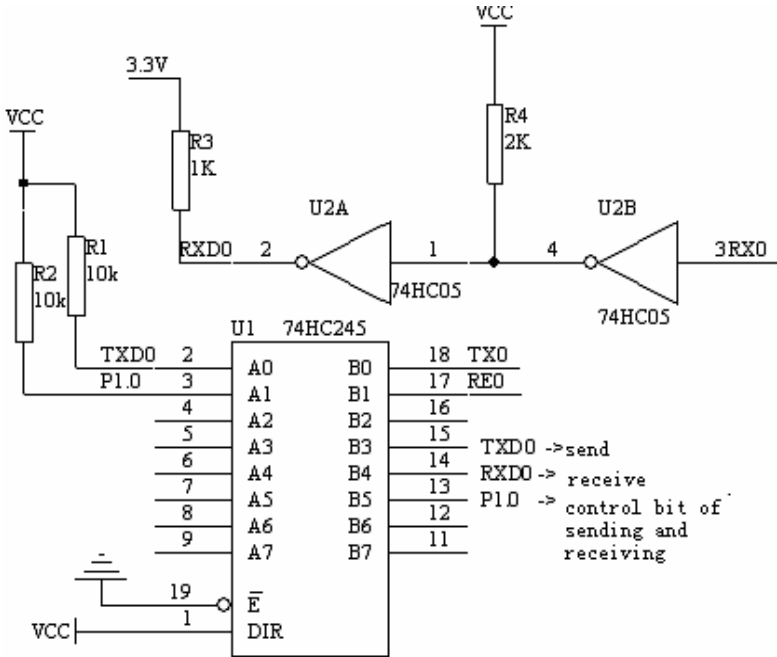 VCC
3.3V
VCC
R3
1K
R4
2K
U2A
U2B
RXD0 2
1
4
3RX0
74HC05
74HC05
R1
10k
R2
10k
U1 74HC245
TXD0 2 A0 B0 18 TX0
P1.0 3 A1 B1 17 RE0
4 A2 B2 16
5 A3 B3 15 TXD0 ->send
6 A4 B4 14 RXD0 -> receive
7 A5 B5 13 P1.0 -> control bit of
8 A6 B6 12 sending and
9 A7 B7 11 receiving
19 E
VCC 1 DIR